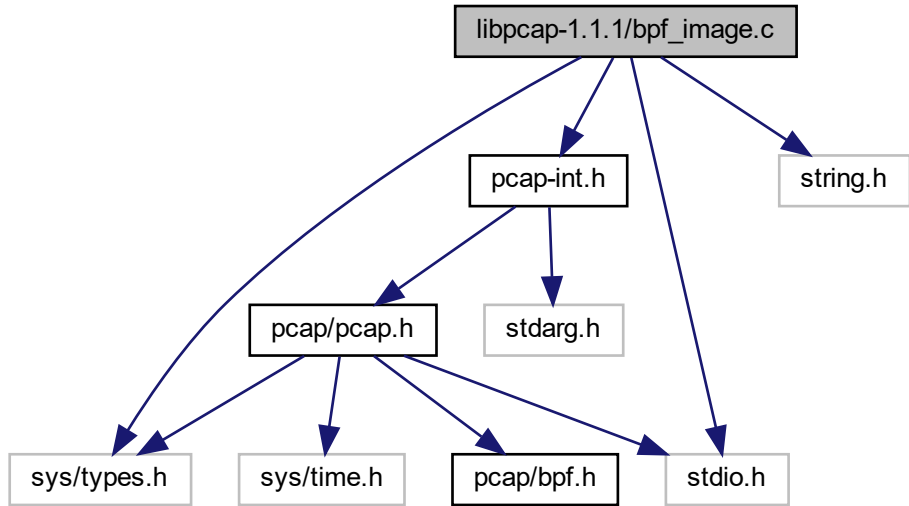 libpcap-1.1.1/bpf_image.c
pcap-int.h
string.h
pcap/pcap.h
stdarg.h
sys/types.h
sys/time.h
pcap/bpf.h
stdio.h